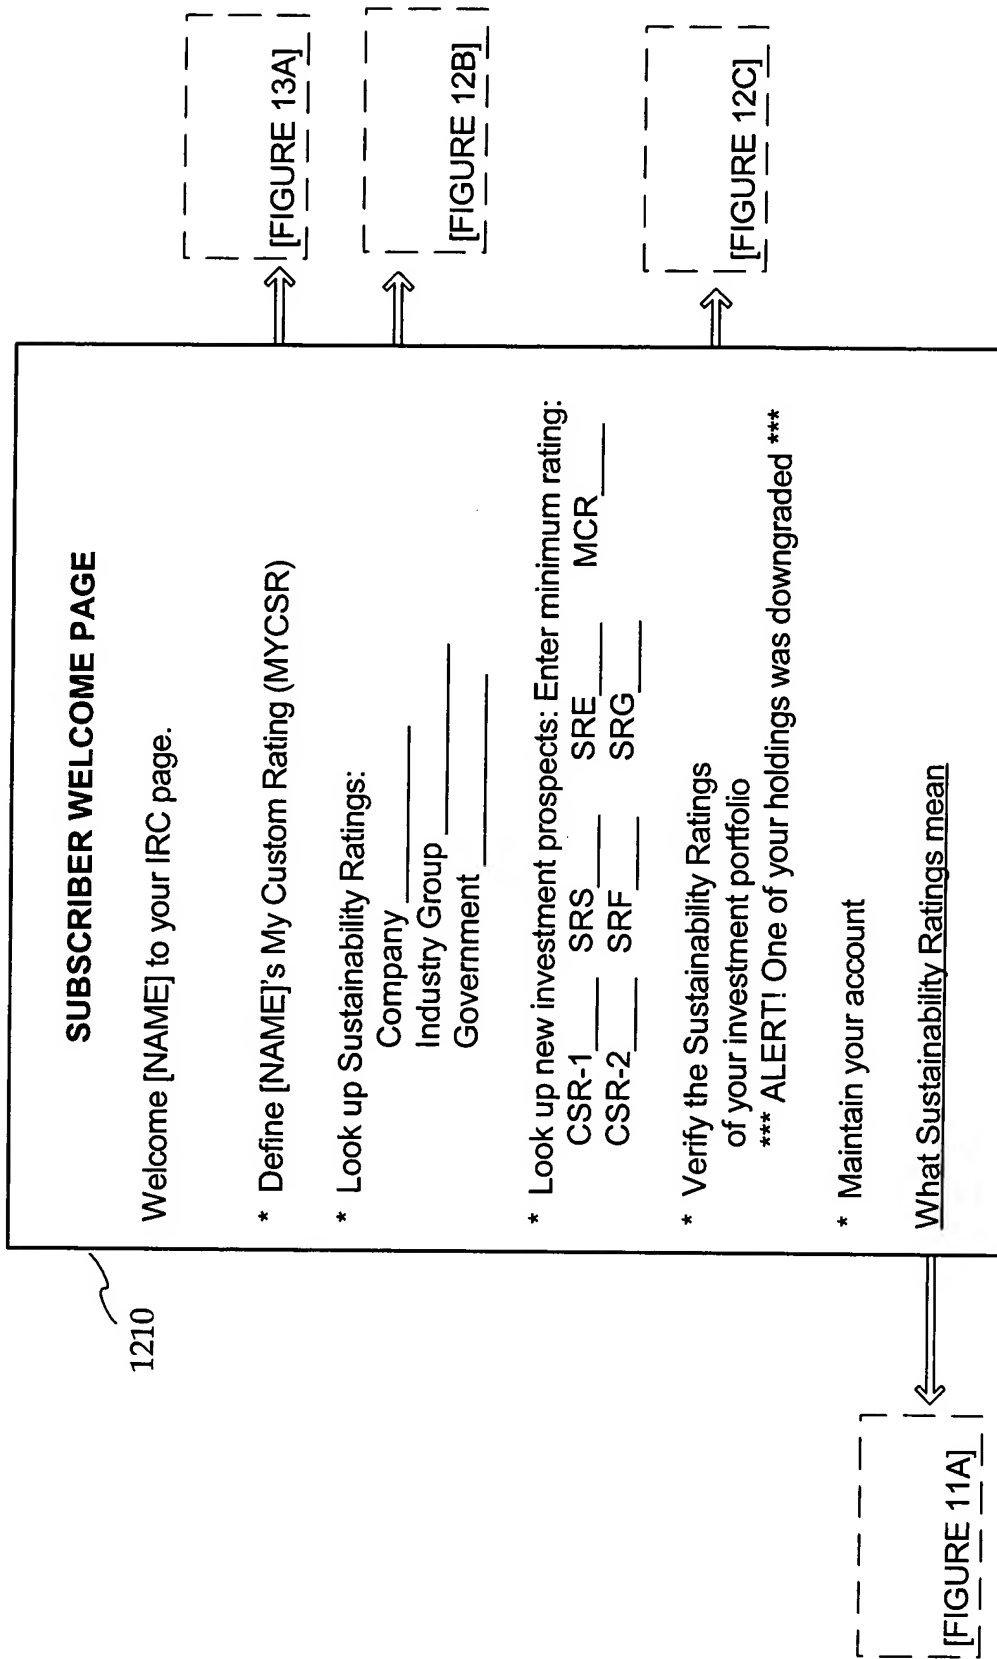 SUBSCRIBER WELCOME PAGE
Welcome [NAME] to your IRC page.
* Define [NAME]'s My Custom Rating (MYCSR)
* Look up Sustainability Ratings:
Company
Industry Group
Government
* Look up new investment prospects: Enter minimum rating:
CSR-1 SRS SRE MCR
CSR-2 SRF SRG
* Verify the Sustainability Ratings
of your investment portfolio
*** ALERT! One of your holdings was downgraded ***
* Maintain your account
What Sustainability Ratings mean
1210
[FIGURE 13A]
[FIGURE 12B]
[FIGURE 12C]
[FIGURE 11A]